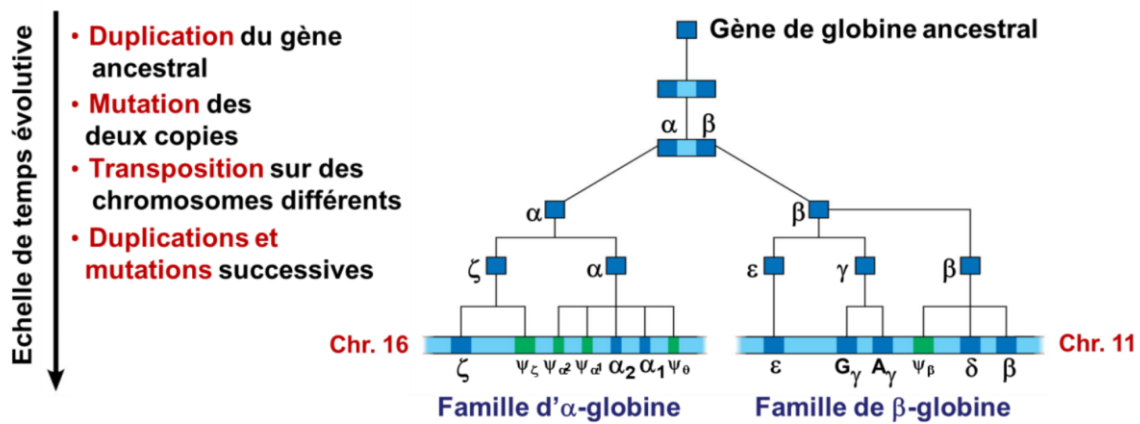 Echelle de temps évolutive
• Duplication du gène
ancestral
• Mutation des
deux copies
• Transposition sur des
chromosomes différents
• Duplications et
mutations successives
Gène de globine ancestral
α β
α β
ζ α ε γ β
Chr. 16
ζ ψζ ψα2 ψα1 α2 α1 ψθ
ε Gγ Aγ ψβ δ β
Chr. 11
Famille d'α-globine
Famille de β-globine